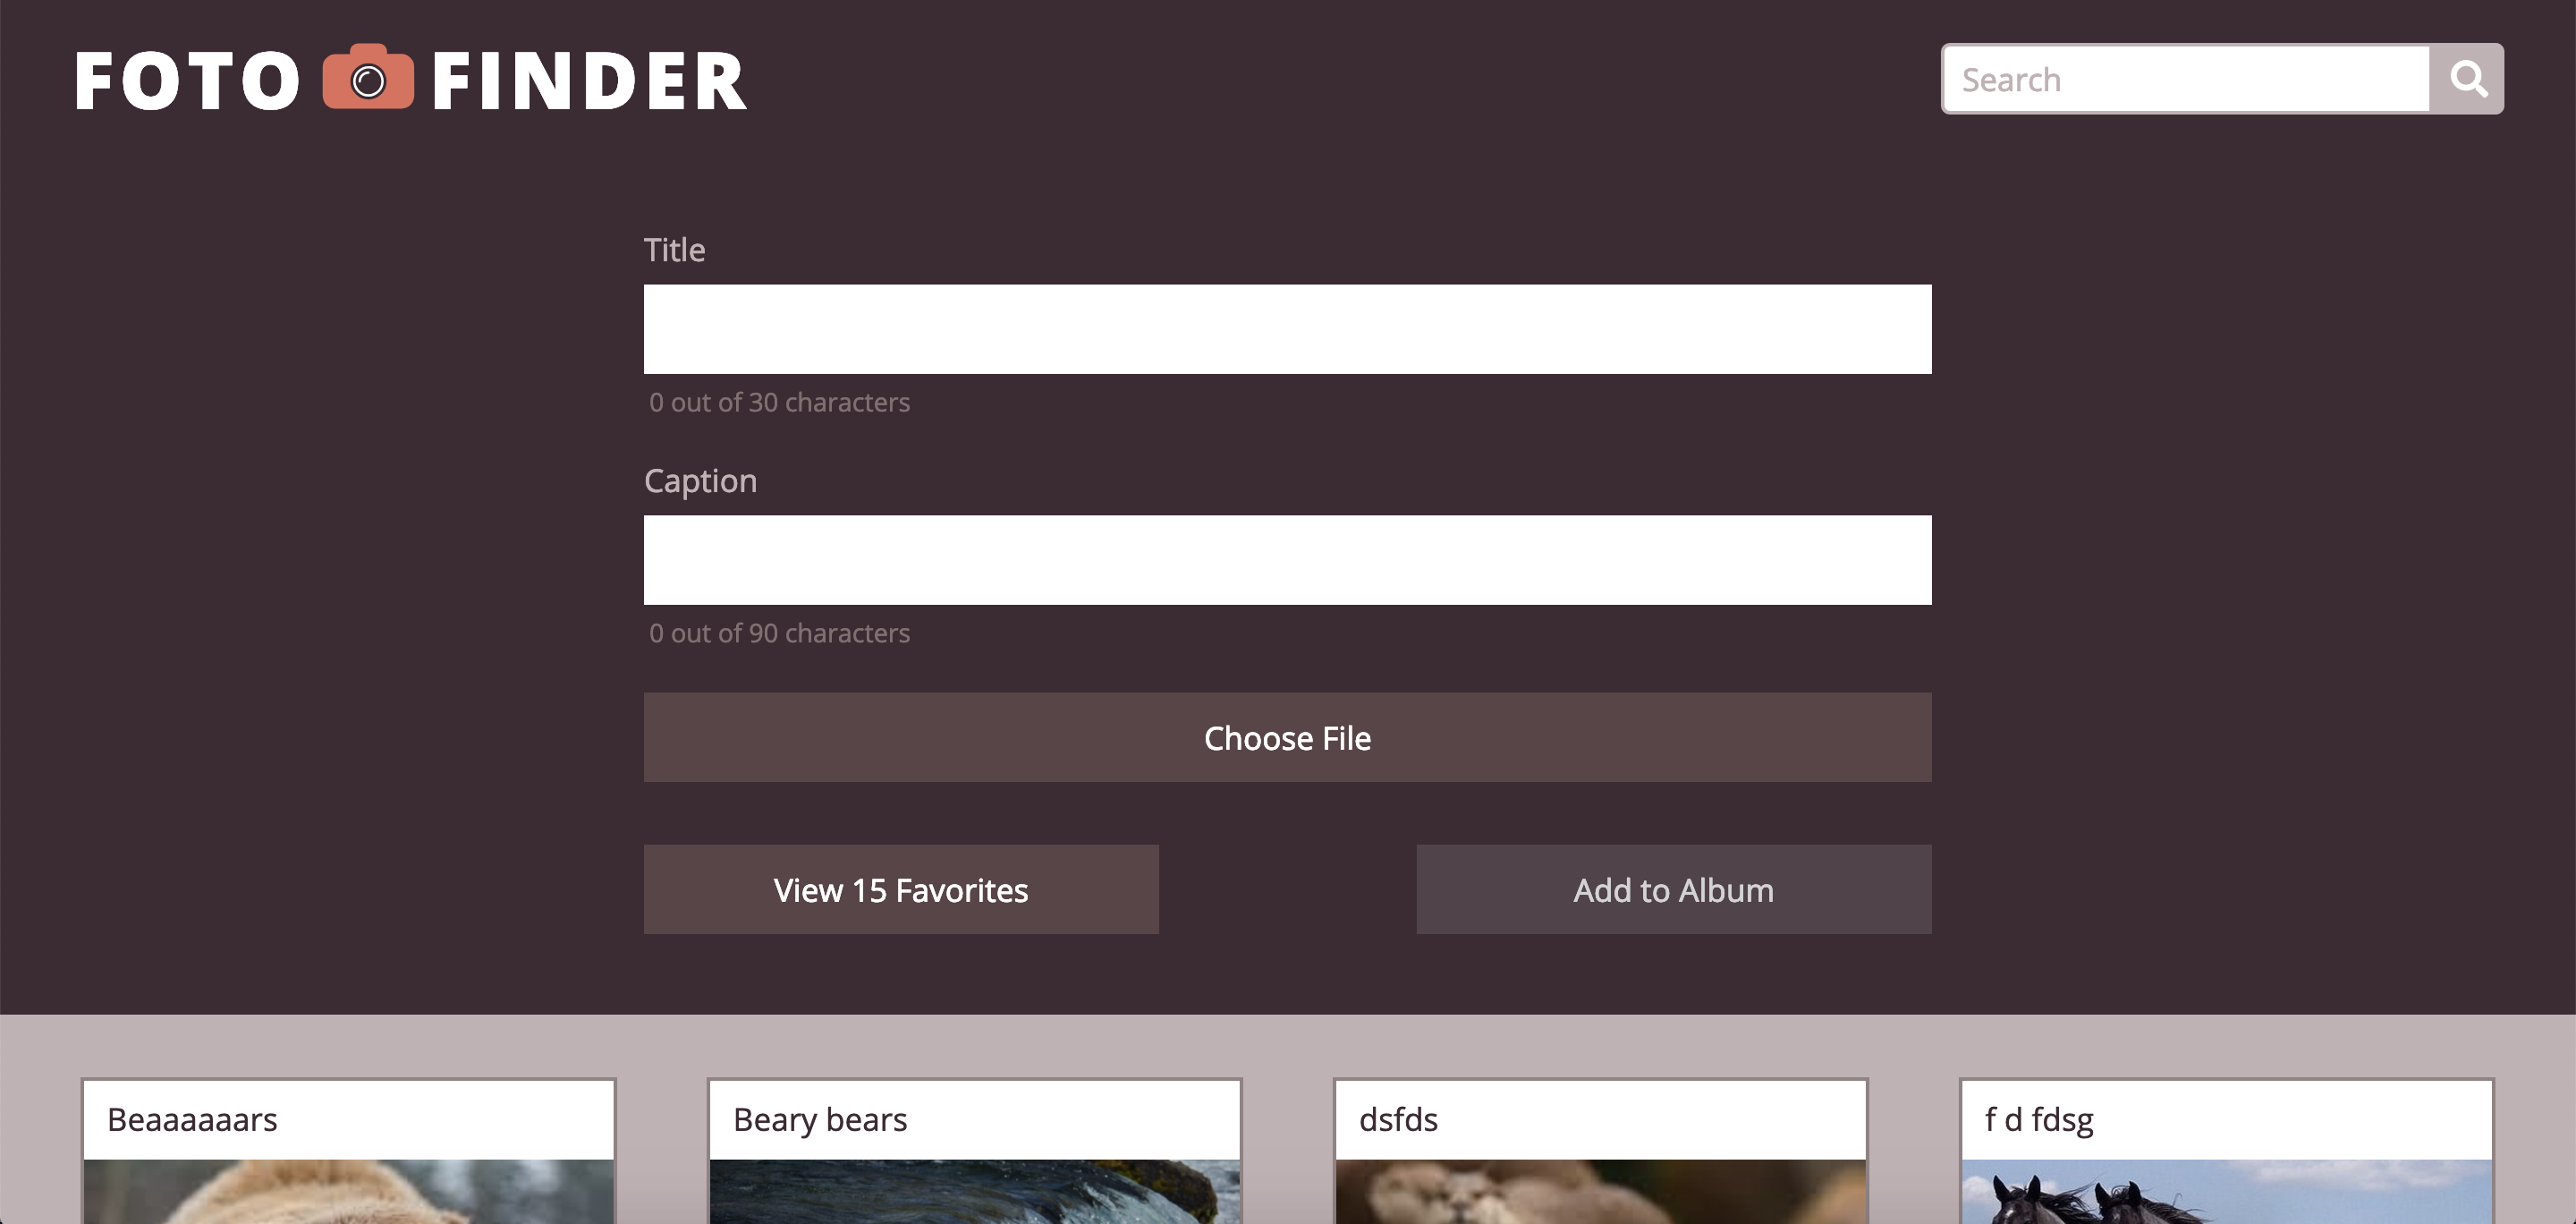 FOTO FINDER
Search
Title
0 out of 30 characters
Caption
0 out of 90 characters
Choose File
View 15 Favorites
Add to Album
Beaaaaaars
Beary bears
dsfds
f d fdsg